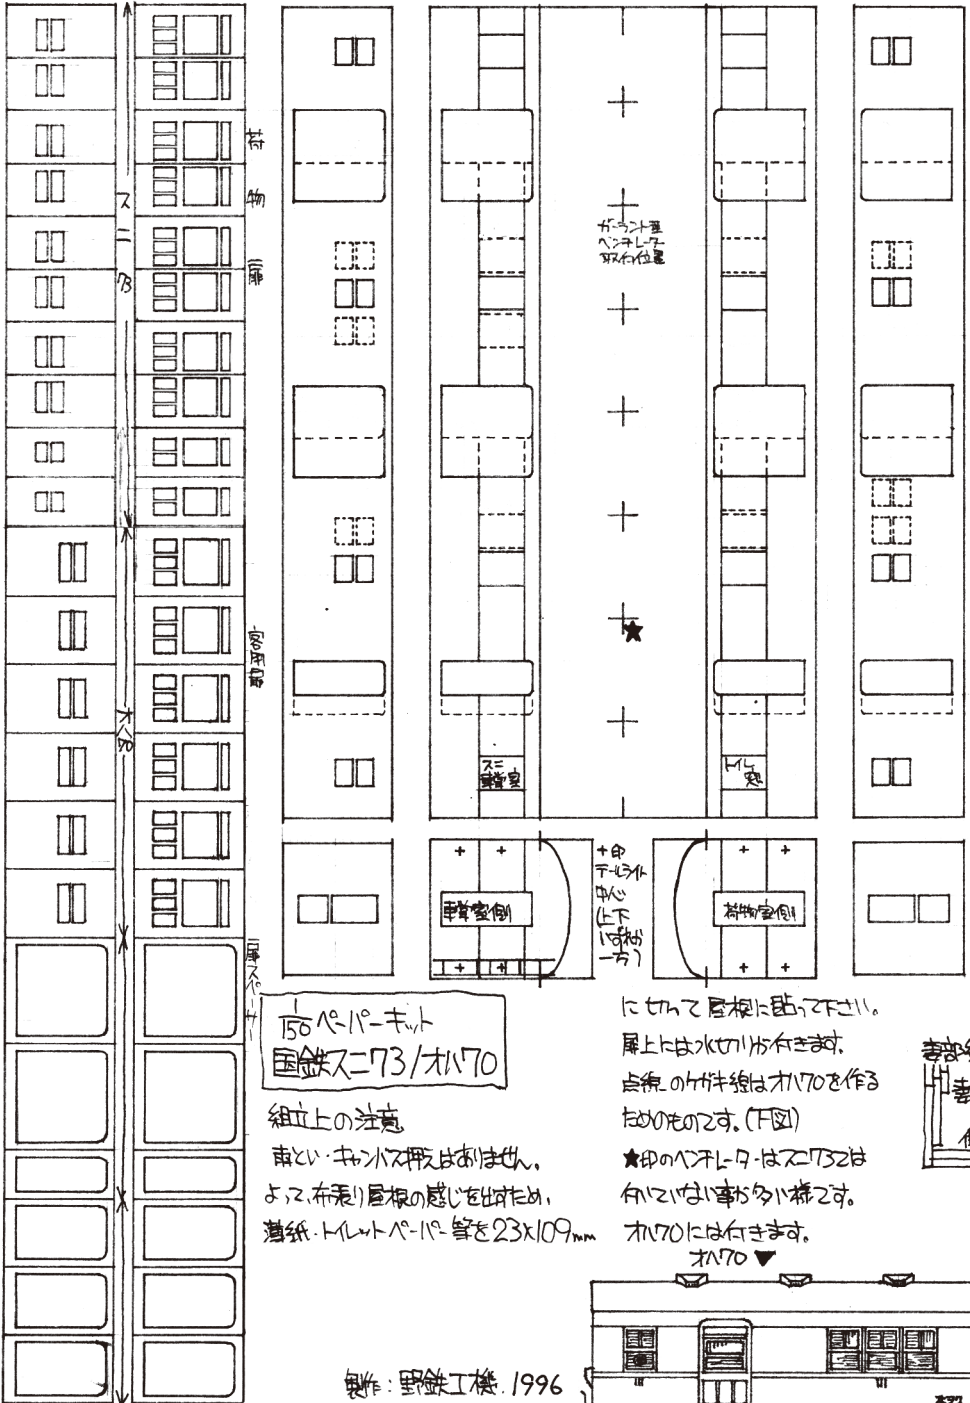 スニ73
荷物扉
オハ70
客用扉
扉スペーサー
ガーラント型
ベンチレーター
取付位置
★
スニ
車掌室
トイレ
窓
車掌室側
+印
テールライト
中心
(上下
いずれか
一方)
荷物室側
1/150 ペーパーキット
国鉄スニ73/オハ70
組立上の注意
雨とい・キャンバス押えはありません。
よって、布張り屋根の感じを出すため、
薄紙・トイレットペーパー等を23×109mm
に切って屋根に貼って下さい。
扉上には水切りが付きます。
点線のケガキ線はオハ70を作る
ためのものです。(下図)
★印のベンチレーターはスニ73では
付いていない事が多い様です。
オハ70には付きます。
オハ70▼
妻部
妻
製作:野鉄工機.1996